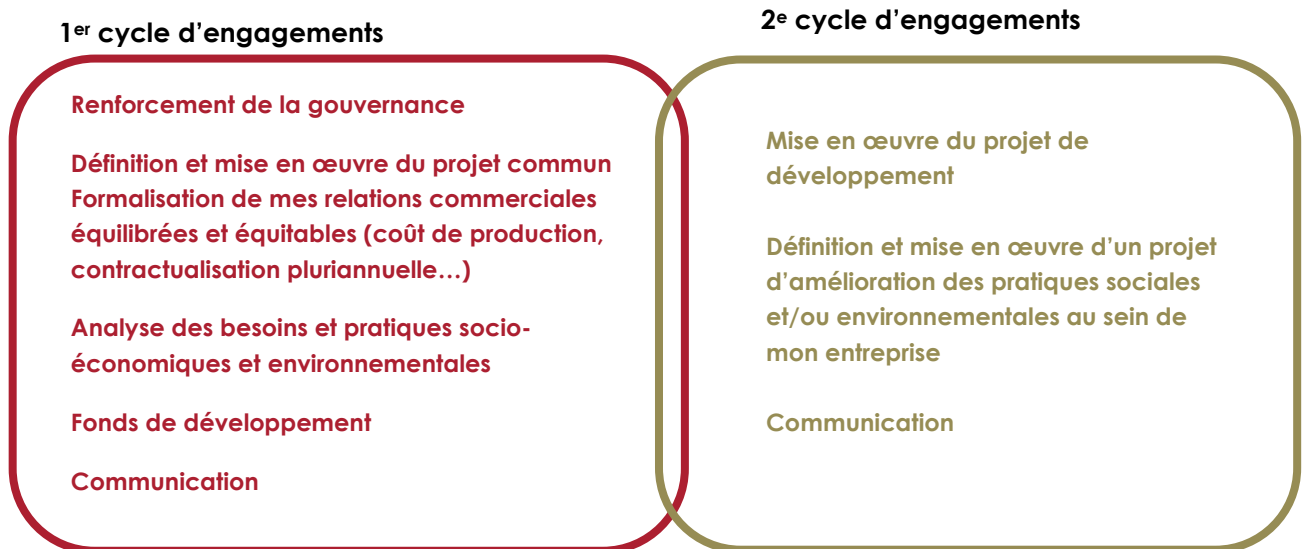 1er cycle d’engagements
Renforcement de la gouvernance
Définition et mise en œuvre du projet commun
Formalisation de mes relations commerciales
équilibrées et équitables (coût de production,
contractualisation pluriannuelle…)
Analyse des besoins et pratiques socio-
économiques et environnementales
Fonds de développement
Communication
2e cycle d’engagements
Mise en œuvre du projet de
développement
Définition et mise en œuvre d’un projet
d’amélioration des pratiques sociales
et/ou environnementales au sein de
mon entreprise
Communication